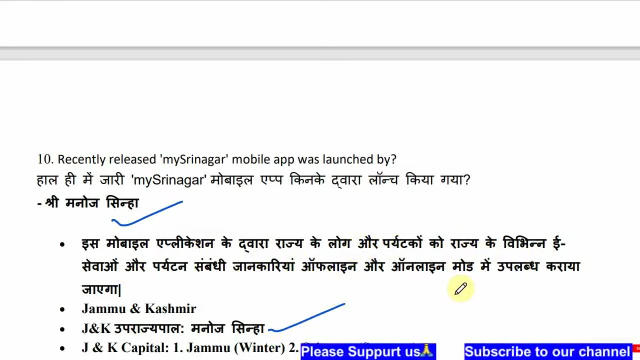 10. Recently released 'mySrinagar' mobile app was launched by?
हाल ही में जारी 'mySrinagar' मोबाइल एप्प किनके द्वारा लॉन्च किया गया?
- श्री मनोज सिन्हा
• इस मोबाइल एप्लीकेशन के द्वारा राज्य के लोग और पर्यटकों को राज्य के विभिन्न ई-
सेवाओं और पर्यटन संबंधी जानकारियां ऑफलाइन और ऑनलाइन मोड में उपलब्ध कराया
जाएगा|
• Jammu & Kashmir
• J&K उपराज्यपाल: मनोज सिन्हा
• J & K Capital: 1. Jammu (Winter) 2.
Please Suppurt us🙏 Subscribe to our channel